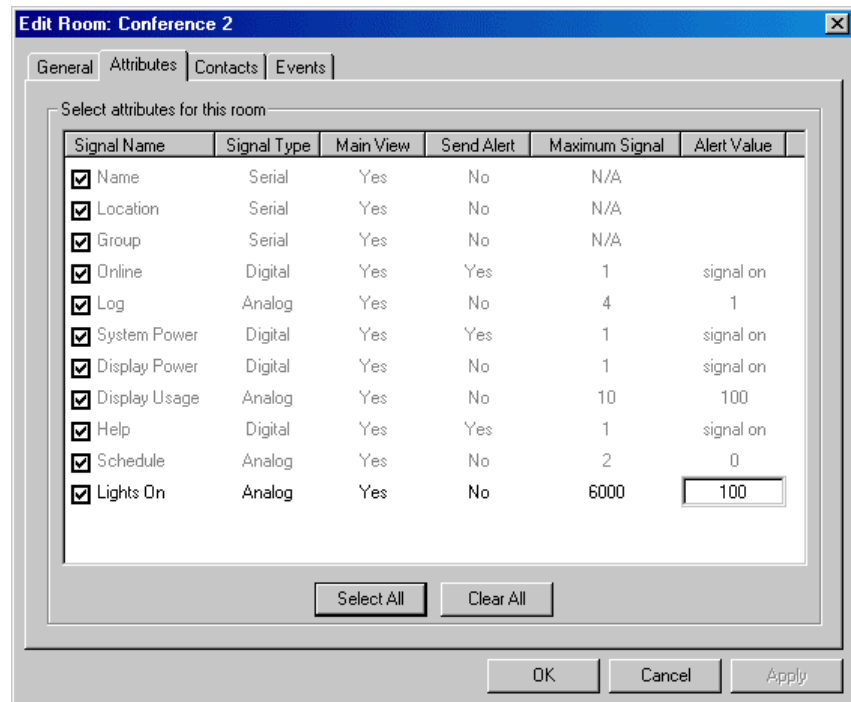 Edit Room: Conference 2
General Attributes Contacts Events
Select attributes for this room
Signal Name Signal Type Main View Send Alert Maximum Signal Alert Value
Name Serial Yes No N/A
Location Serial Yes No N/A
Group Serial Yes No N/A
Online Digital Yes Yes 1 signal on
Log Analog Yes No 4 1
System Power Digital Yes Yes 1 signal on
Display Power Digital Yes No 1 signal on
Display Usage Analog Yes No 10 100
Help Digital Yes Yes 1 signal on
Schedule Analog Yes No 2 0
Lights On Analog Yes No 6000 100
Select All Clear All
OK Cancel Apply